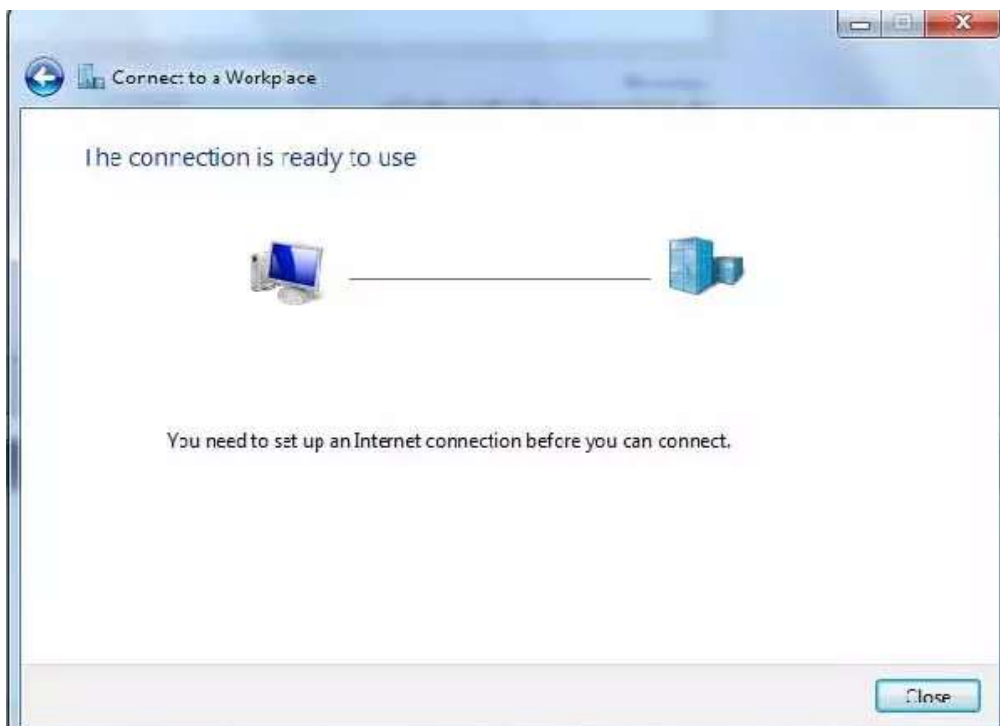 Connect to a Workplace
The connection is ready to use
You need to set up an Internet connection before you can connect.
Close